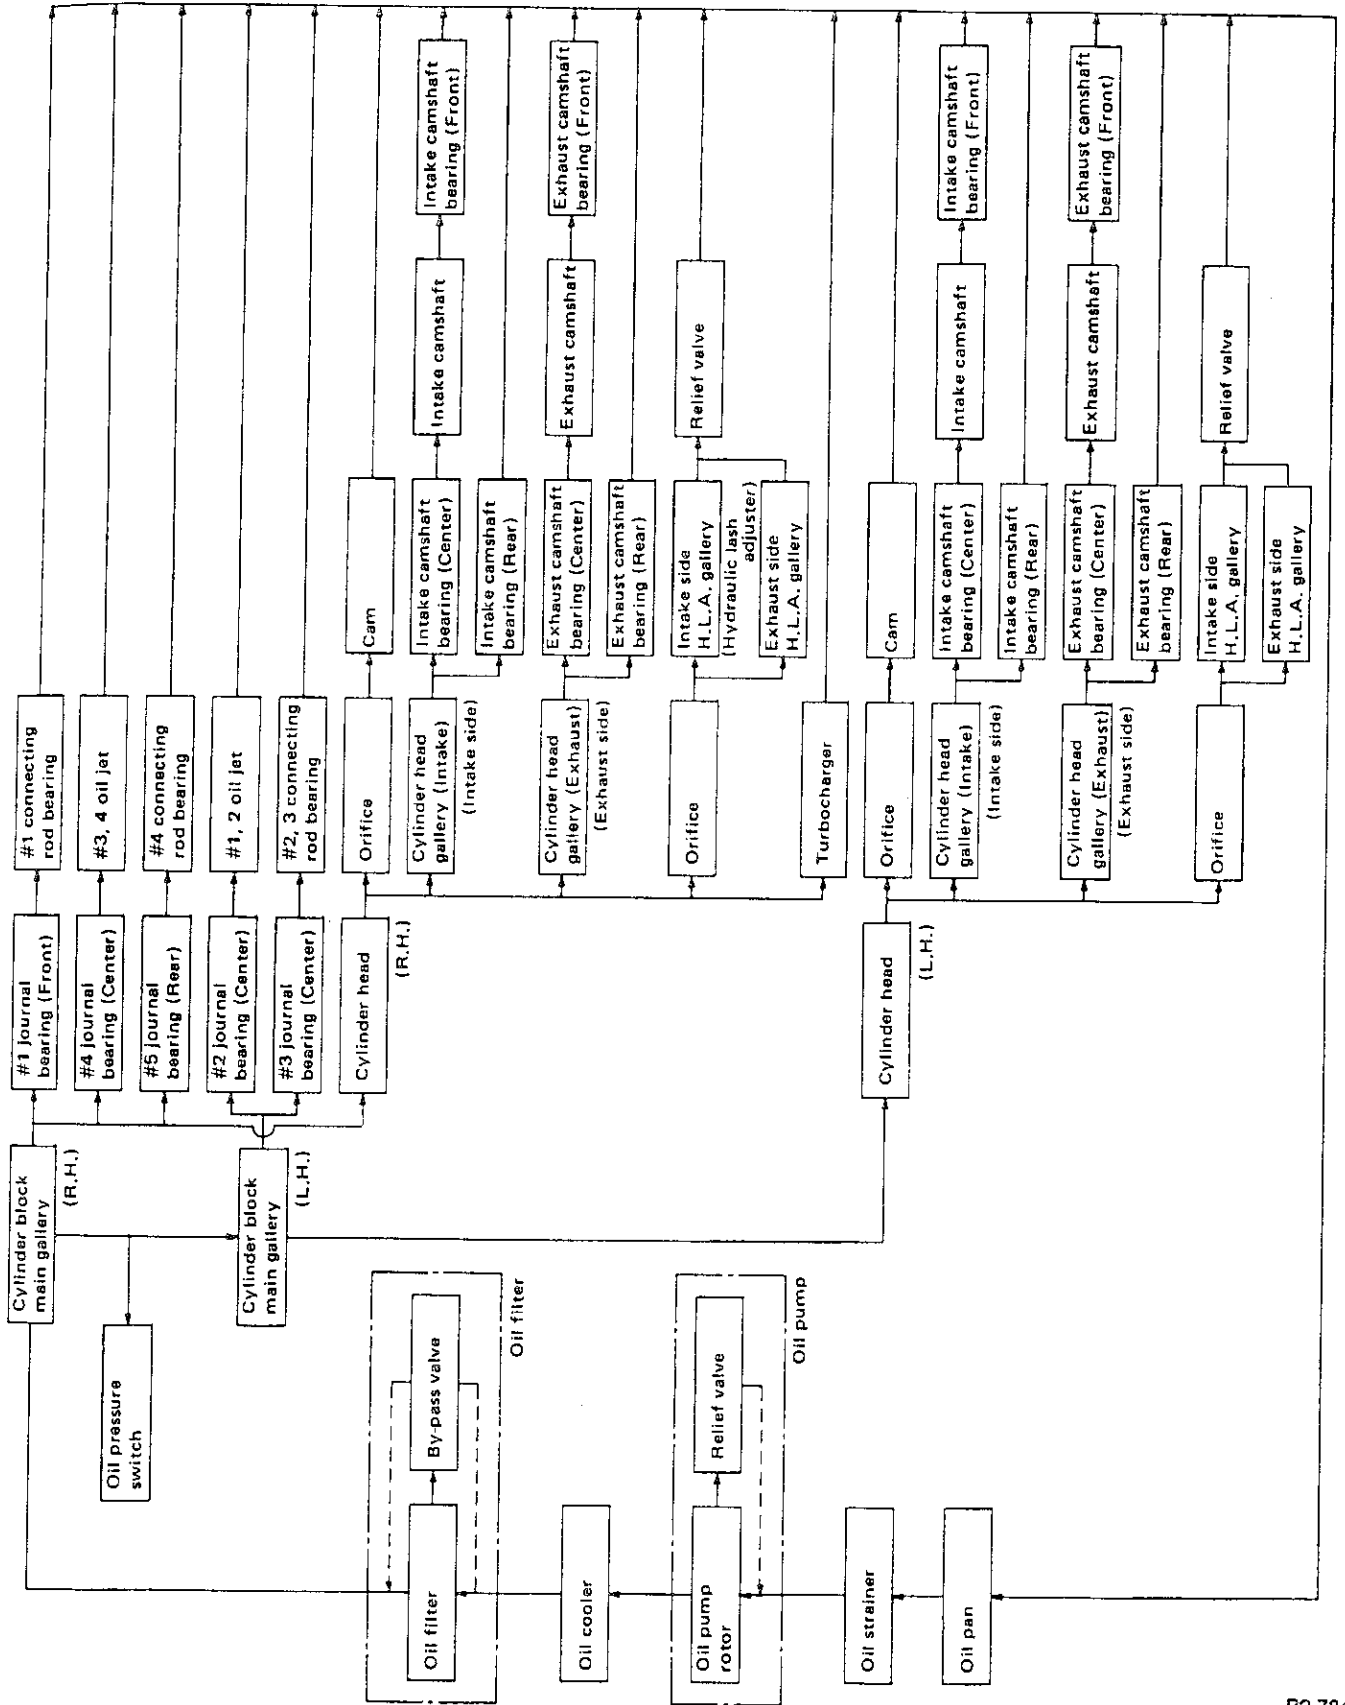 Cylinder block
main gallery
(R.H.)
Oil pressure
switch
Cylinder block
main gallery
(L.H.)
Oil filter
By-pass valve
Oil filter
Oil cooler
Oil pump
rotor
Relief valve
Oil pump
Oil strainer
Oil pan
#1 journal
bearing (Front)
#4 journal
bearing (Center)
#5 journal
bearing (Rear)
#2 journal
bearing (Center)
#3 journal
bearing (Center)
Cylinder head
(R.H.)
Cylinder head
(L.H.)
#1 connecting
rod bearing
#3, 4 oil jet
#4 connecting
rod bearing
#1, 2 oil jet
#2, 3 connecting
rod bearing
Orifice
Cylinder head
gallery (Intake)
(Intake side)
Cylinder head
gallery (Exhaust)
(Exhaust side)
Orifice
Turbocharger
Orifice
Cylinder head
gallery (Intake)
(Intake side)
Cylinder head
gallery (Exhaust)
(Exhaust side)
Orifice
Cam
Intake camshaft
bearing (Center)
Intake camshaft
bearing (Rear)
Exhaust camshaft
bearing (Center)
Exhaust camshaft
bearing (Rear)
Intake side
H.L.A. gallery
(Hydraulic lash
adjuster)
Exhaust side
H.L.A. gallery
Cam
Intake camshaft
bearing (Center)
Intake camshaft
bearing (Rear)
Exhaust camshaft
bearing (Center)
Exhaust camshaft
bearing (Rear)
Intake side
H.L.A. gallery
Exhaust side
H.L.A. gallery
Intake camshaft
Exhaust camshaft
Relief valve
Intake camshaft
Exhaust camshaft
Relief valve
Intake camshaft
bearing (Front)
Exhaust camshaft
bearing (Front)
Intake camshaft
bearing (Front)
Exhaust camshaft
bearing (Front)